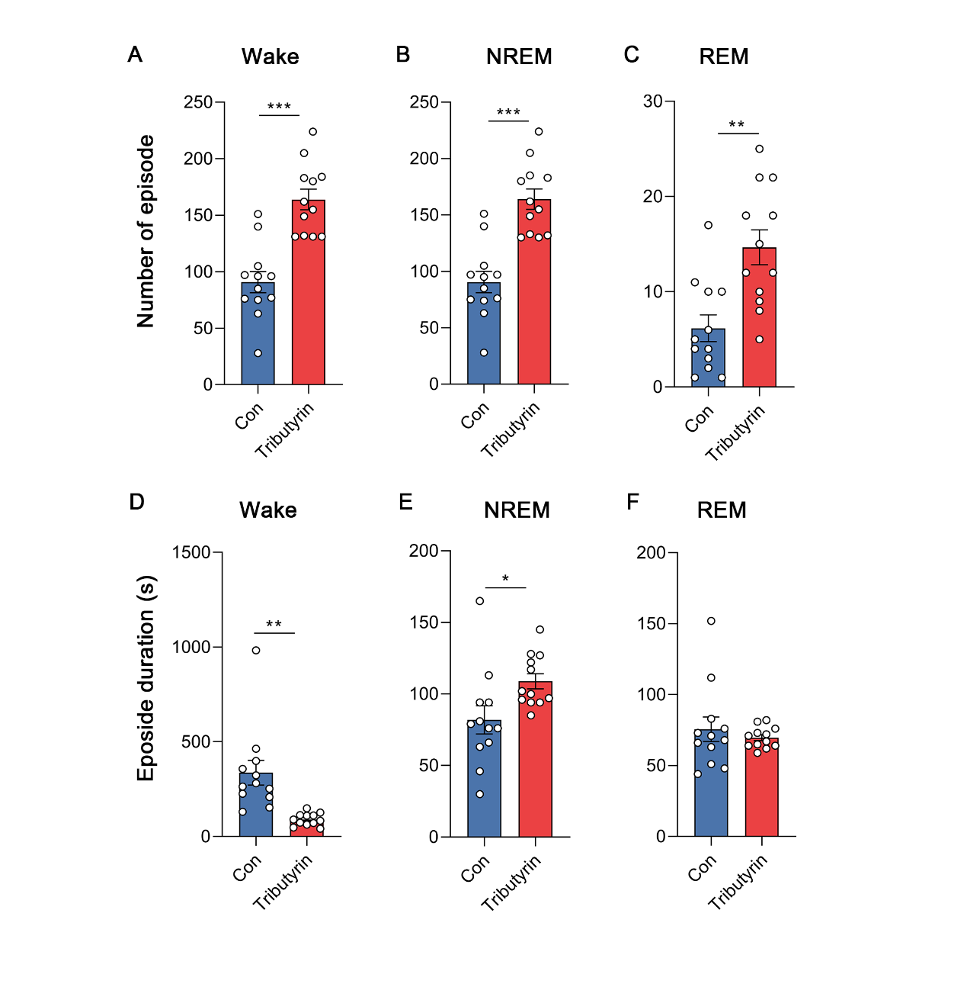 A Wake
B NREM
C REM
Number of episode
250
200
150
100
50
0
***
Con
Tributyrin
250
200
150
100
50
0
***
Con
Tributyrin
30
20
10
0
**
Con
Tributyrin
D Wake
E NREM
F REM
Eposide duration (s)
1500
1000
500
0
**
Con
Tributyrin
200
150
100
50
0
*
Con
Tributyrin
200
150
100
50
0
Con
Tributyrin